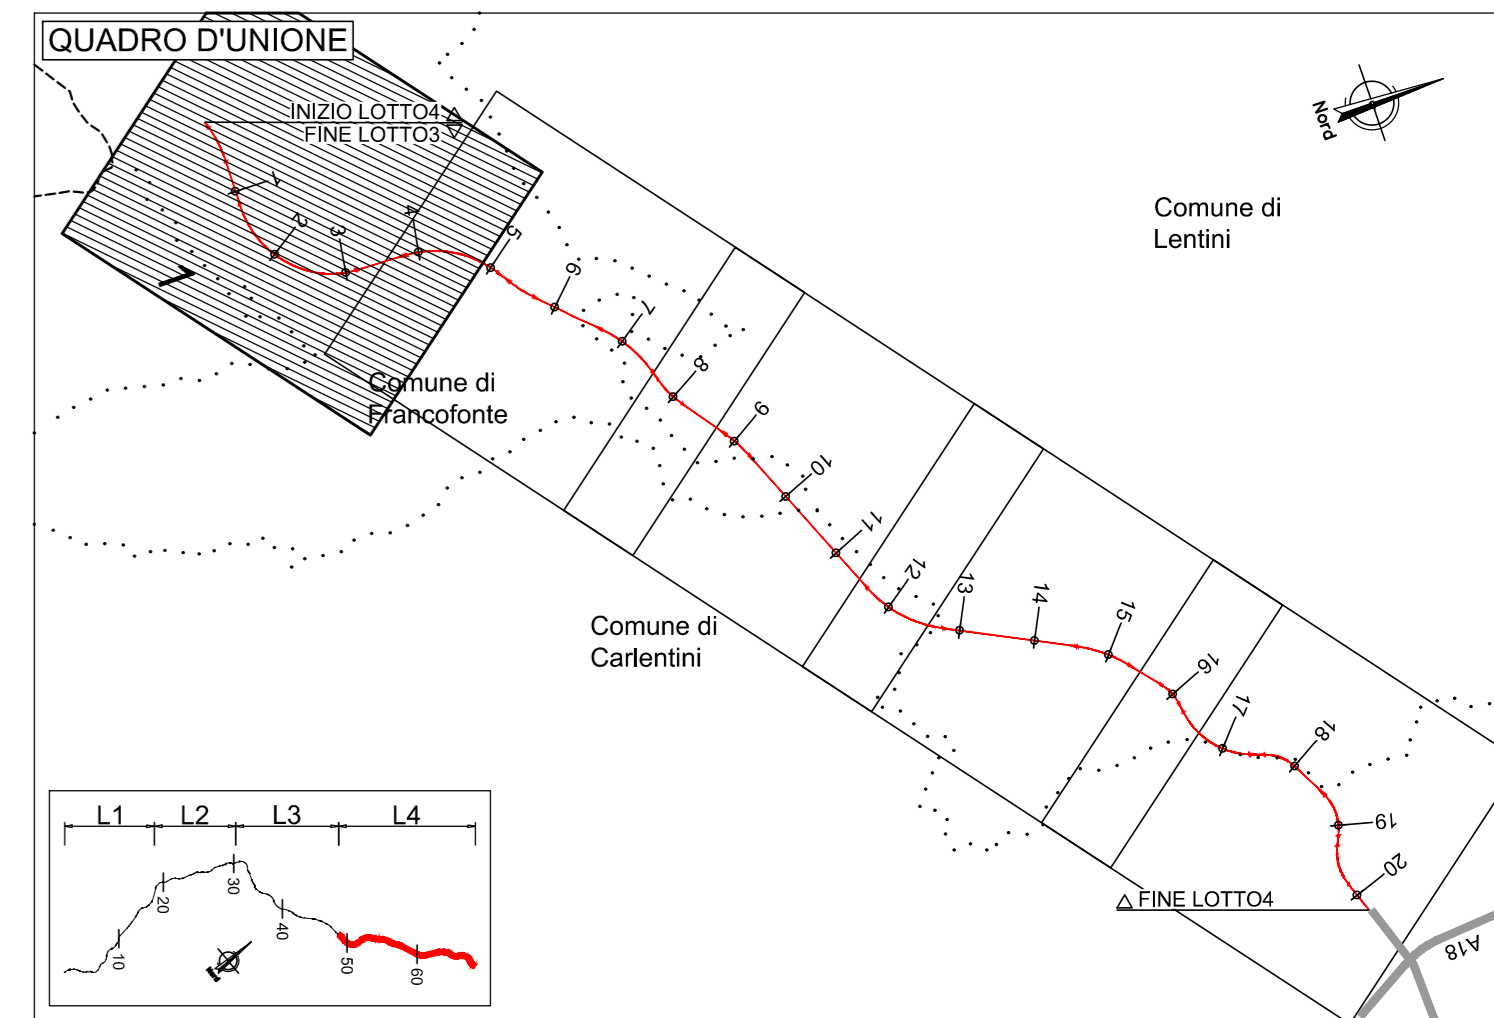 QUADRO D'UNIONE
INIZIO LOTTO4
FINE LOTTO3
Nord
Comune di
Lentini
1
2
3
4
5
6
7
8
9
10
11
12
13
14
15
16
17
18
19
20
Comune di
Francofonte
Comune di
Carlentini
FINE LOTTO4
A18
L1
L2
L3
L4
10
20
30
40
50
60
Nord